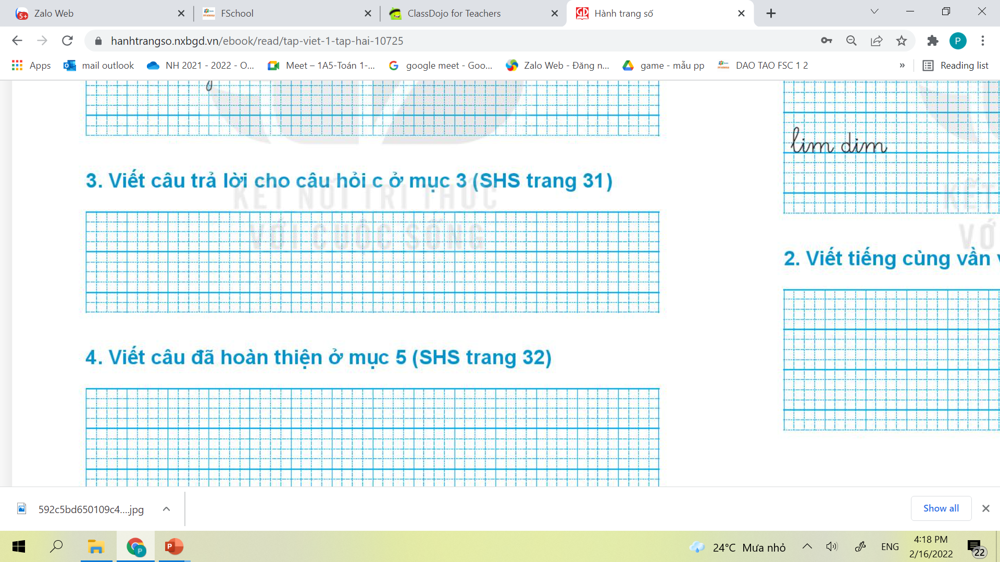 Zalo Web
FSchool
ClassDojo for Teachers
Hành trang số
hanhtrangso.nxbgd.vn/ebook/read/tap-viet-1-tap-hai-10725
P
Apps
mail outlook
NH 2021 - 2022 - O...
Meet – 1A5-Toán 1-...
google meet - Goo...
Zalo Web - Đăng n...
game - mẫu pp
DAO TAO FSC 1 2
»
Reading list
3. Viết câu trả lời cho câu hỏi c ở mục 3 (SHS trang 31)
KẾT NỐI TRI THỨC
VỚI CUỘC SỐNG
4. Viết câu đã hoàn thiện ở mục 5 (SHS trang 32)
lim dim
KẾT
VỚ
2. Viết tiếng cùng vần v
592c5bd650109c4....jpg
Show all
24°C Mưa nhỏ
ENG
4:18 PM
2/16/2022
22